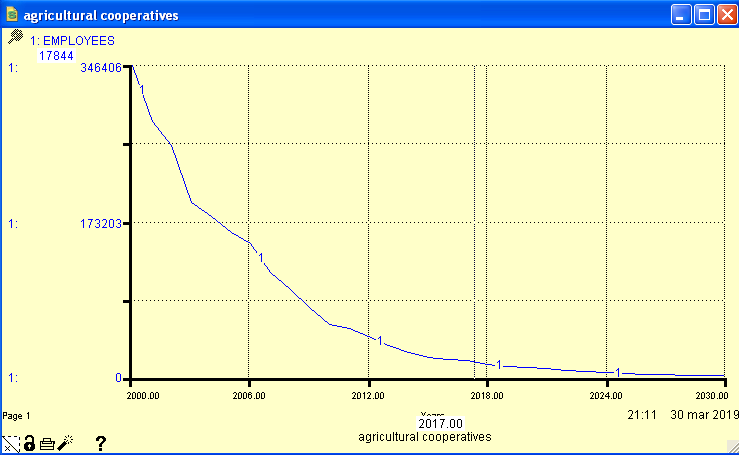 agricultural cooperatives
1: EMPLOYEES
17844
1: 346406
1: 173203
1: 0
1 1 1 1 1
2000.00 2006.00 2012.00 2018.00 2024.00 2030.00
Page 1 Years 21:11 30 mar 2019
2017.00
agricultural cooperatives
?